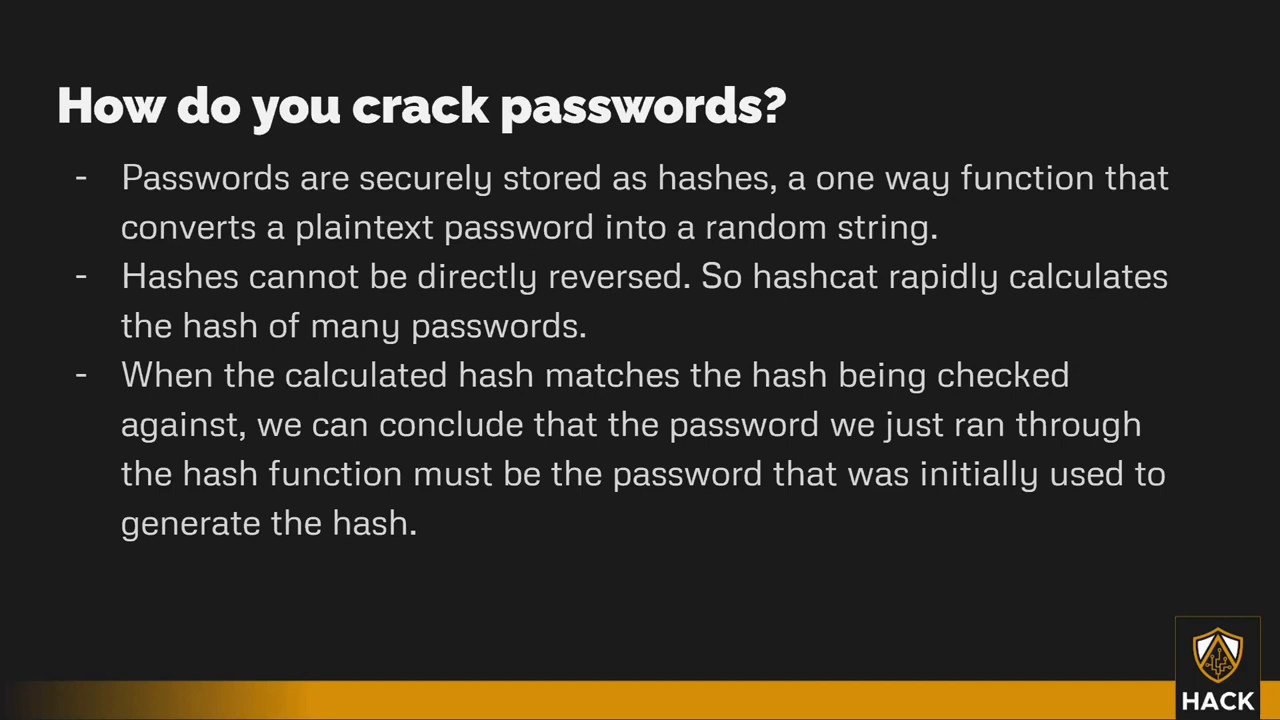 How do you crack passwords?
- Passwords are securely stored as hashes, a one way function that
converts a plaintext password into a random string.
- Hashes cannot be directly reversed. So hashcat rapidly calculates
the hash of many passwords.
- When the calculated hash matches the hash being checked
against, we can conclude that the password we just ran through
the hash function must be the password that was initially used to
generate the hash.
HACK